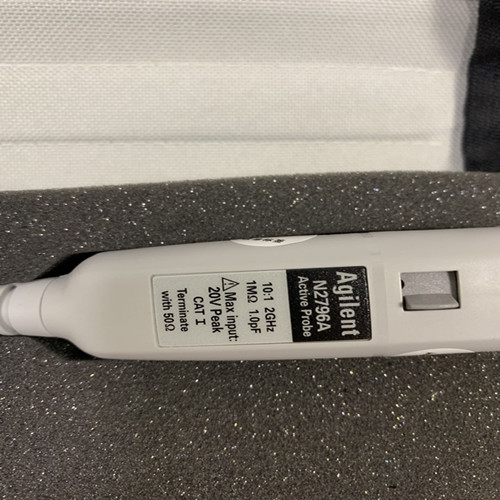 Agilent
N2796A
Active Probe
10:1 2GHz
1MΩ 1.0pF
⚠Max input:
20V Peak
CAT I
Terminate
with 50Ω